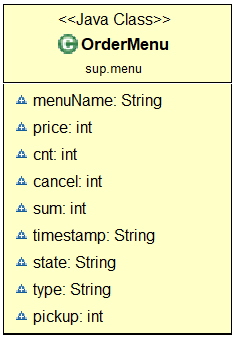 <<Java Class>>
C OrderMenu
sup.menu
menuName: String
price: int
cnt: int
cancel: int
sum: int
timestamp: String
state: String
type: String
pickup: int